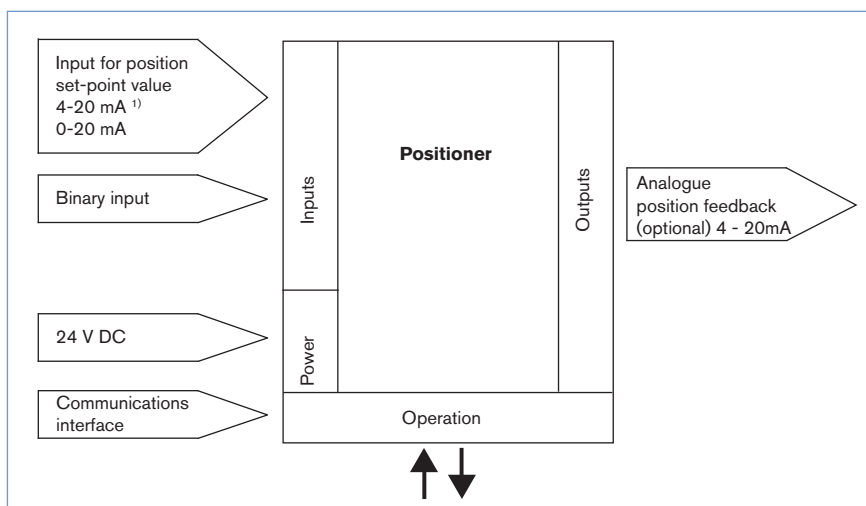 Input for position
set-point value
4-20 mA 1)
0-20 mA
Binary input
24 V DC
Communications
interface
Inputs
Power
Positioner
Operation
Outputs
Analogue
position feedback
(optional) 4 - 20mA